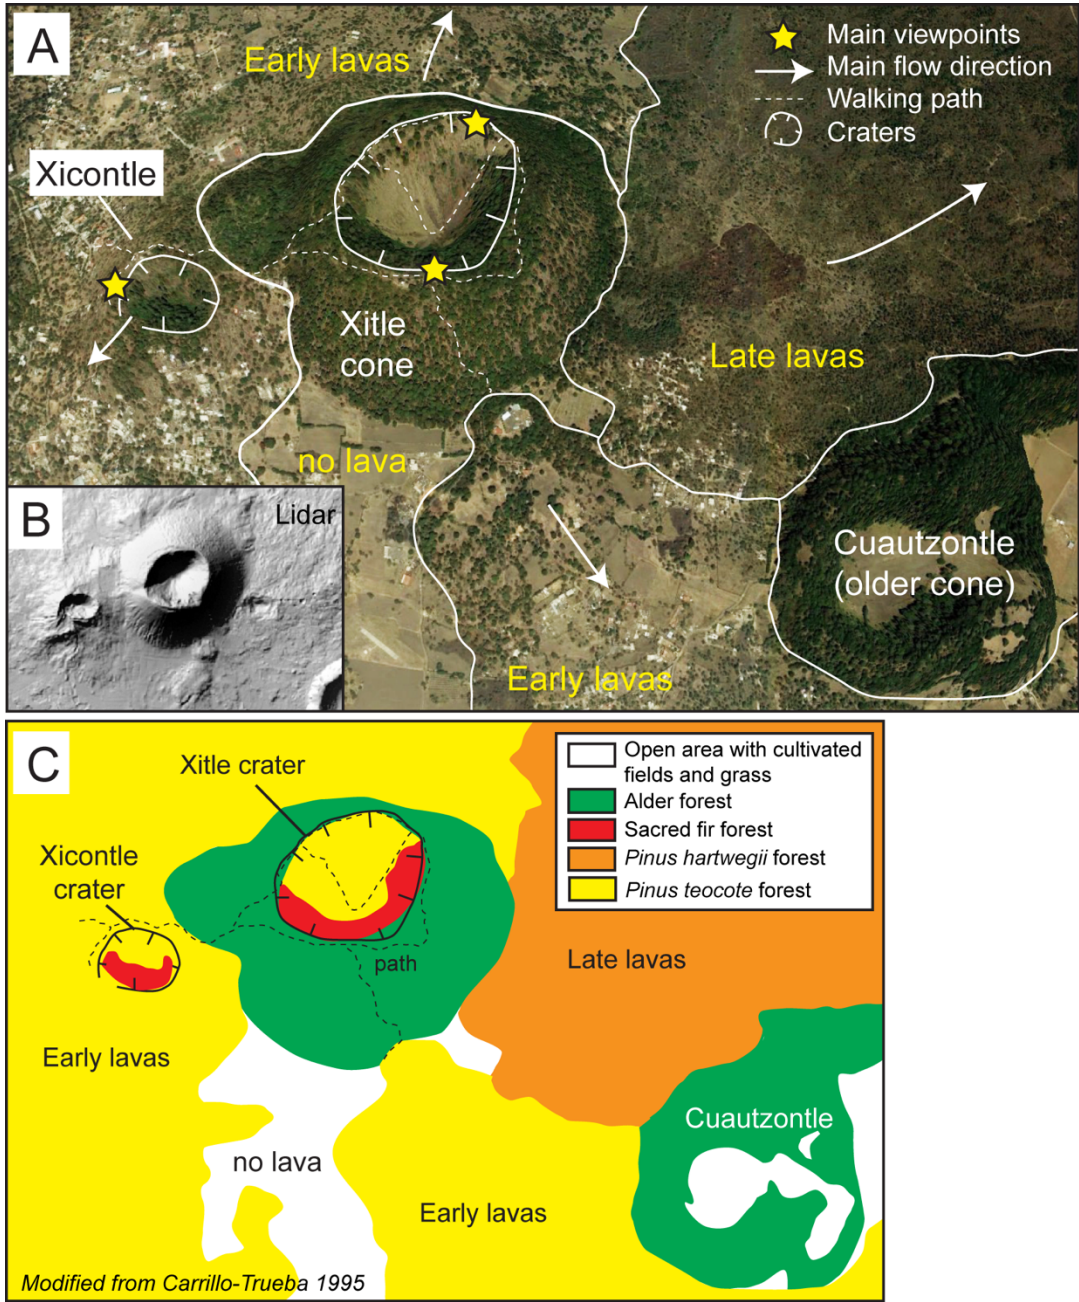 A
Early lavas
Main viewpoints
Main flow direction
Walking path
Craters
Xicontle
Xitle
cone
Late lavas
no lava
Cuautzontle
(older cone)
Early lavas
B
Lidar
C
Xitle crater
Xicontle
crater
Open area with cultivated
fields and grass
Alder forest
Sacred fir forest
Pinus hartwegii forest
Pinus teocote forest
path
Late lavas
Early lavas
Cuautzontle
no lava
Early lavas
Modified from Carrillo-Trueba 1995